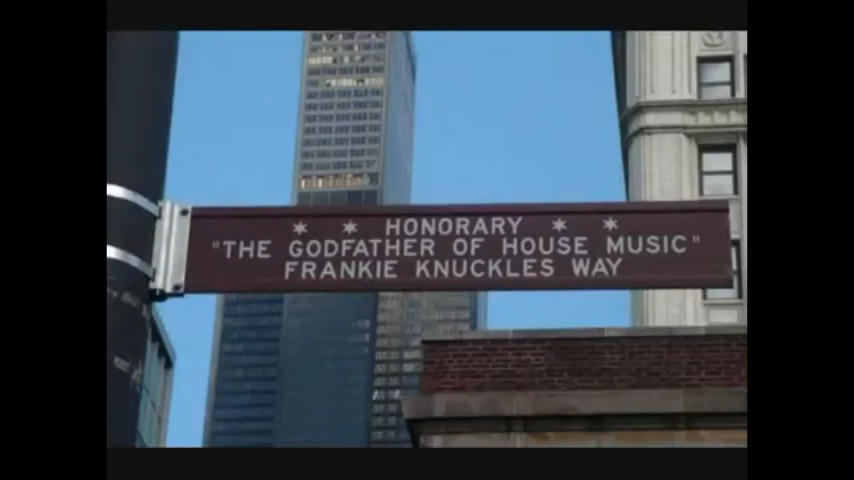 HONORARY
"THE GODFATHER OF HOUSE MUSIC"
FRANKIE KNUCKLES WAY